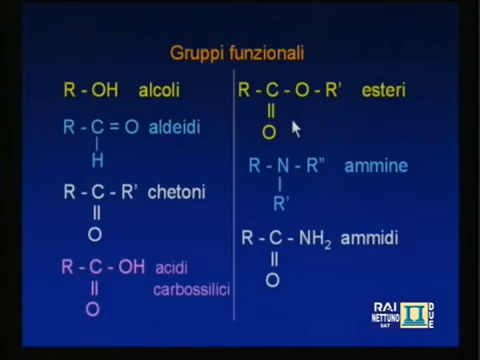 Gruppi funzionali
R - OH alcoli
R - C = O aldeidi
H
R - C - R' chetoni
O
R - C - OH acidi
carbossilici
O
R - C - O - R' esteri
O
R - N - R" ammine
R'
R - C - NH₂ ammidi
O
RAI
NETTUNO
SAT
DUE